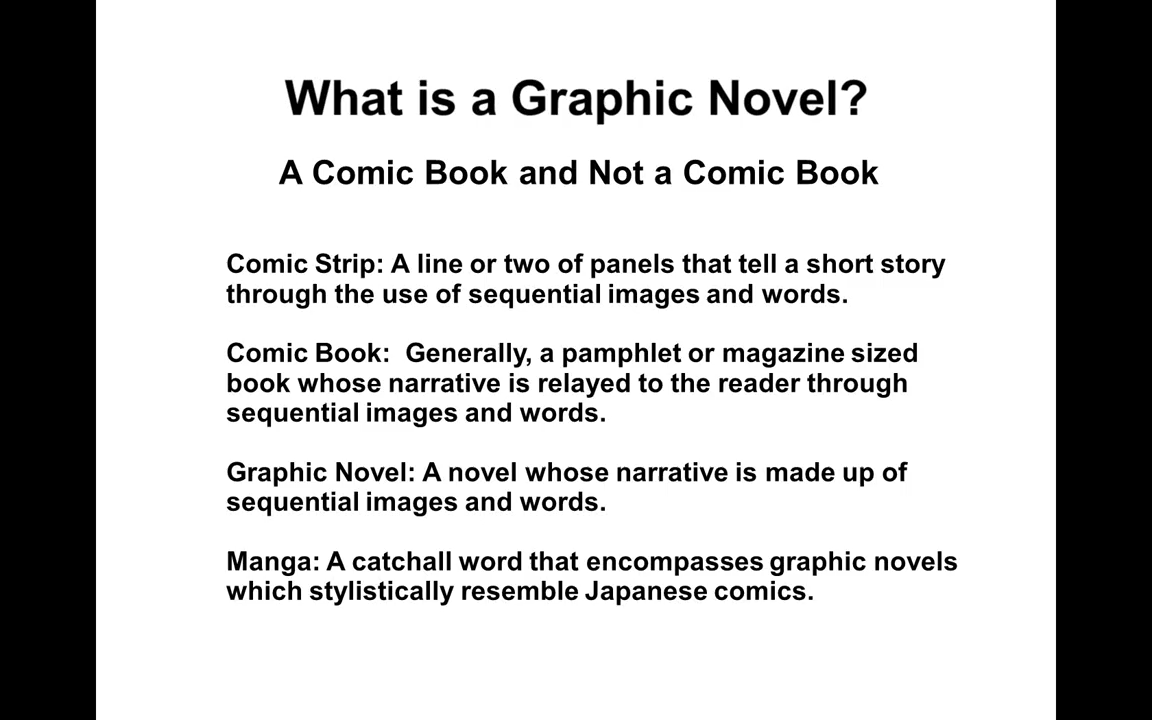 What is a Graphic Novel?
A Comic Book and Not a Comic Book
Comic Strip: A line or two of panels that tell a short story
through the use of sequential images and words.
Comic Book:  Generally, a pamphlet or magazine sized
book whose narrative is relayed to the reader through
sequential images and words.
Graphic Novel: A novel whose narrative is made up of
sequential images and words.
Manga: A catchall word that encompasses graphic novels
which stylistically resemble Japanese comics.